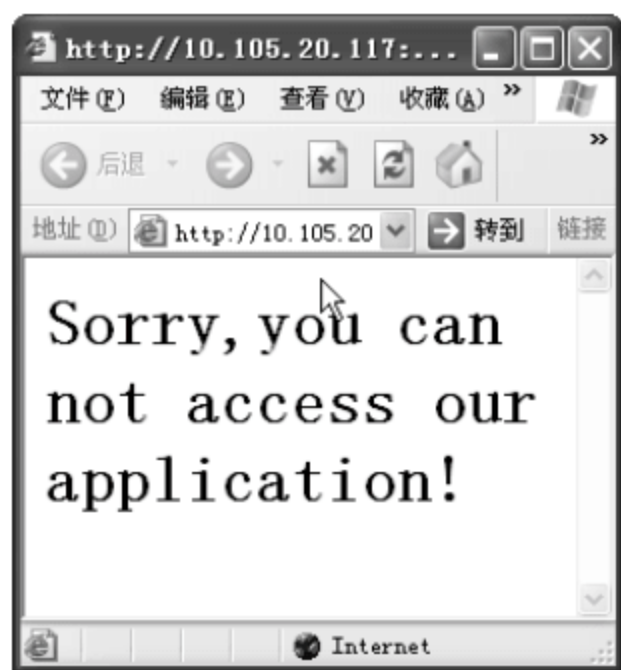 http://10.105.20.117:...
文件(F) 编辑(E) 查看(V) 收藏(A) »
后退 »
地址(D) http://10.105.20 转到 链接
Sorry,you can
not access our
application!
Internet